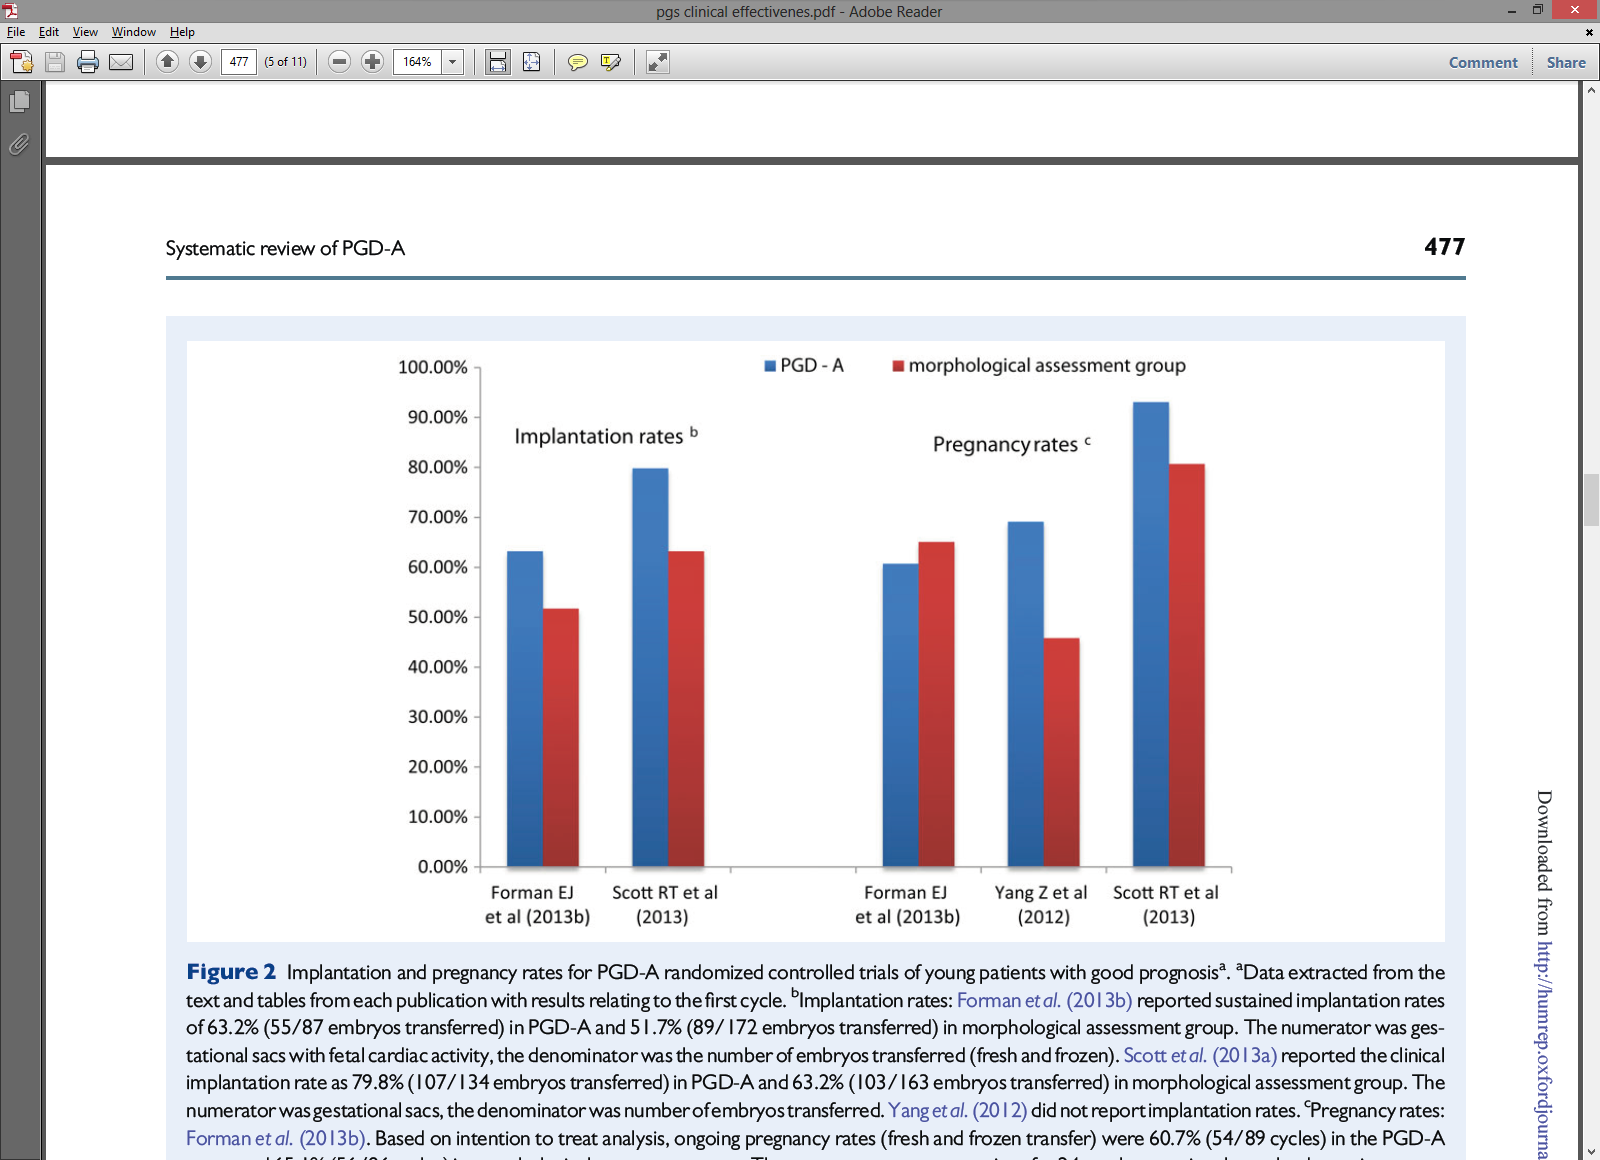 pgs clinical effectivenes.pdf - Adobe Reader
File Edit View Window Help
477 (5 of 11) 164% Comment Share
Systematic review of PGD-A 477
PGD - A morphological assessment group
Implantation rates b
Pregnancy rates c
100.00%
90.00%
80.00%
70.00%
60.00%
50.00%
40.00%
30.00%
20.00%
10.00%
0.00%
Forman EJ et al (2013b)
Scott RT et al (2013)
Forman EJ et al (2013b)
Yang Z et al (2012)
Scott RT et al (2013)
Figure 2 Implantation and pregnancy rates for PGD-A randomized controlled trials of young patients with good prognosisa. aData extracted from the
text and tables from each publication with results relating to the first cycle. bImplantation rates: Forman et al. (2013b) reported sustained implantation rates
of 63.2% (55/87 embryos transferred) in PGD-A and 51.7% (89/172 embryos transferred) in morphological assessment group. The numerator was ges-
tational sacs with fetal cardiac activity, the denominator was the number of embryos transferred (fresh and frozen). Scott et al. (2013a) reported the clinical
implantation rate as 79.8% (107/134 embryos transferred) in PGD-A and 63.2% (103/163 embryos transferred) in morphological assessment group. The
numerator was gestational sacs, the denominator was number of embryos transferred. Yang et al. (2012) did not report implantation rates. cPregnancy rates:
Forman et al. (2013b). Based on intention to treat analysis, ongoing pregnancy rates (fresh and frozen transfer) were 60.7% (54/89 cycles) in the PGD-A
Downloaded from http://humrep.oxfordjourna